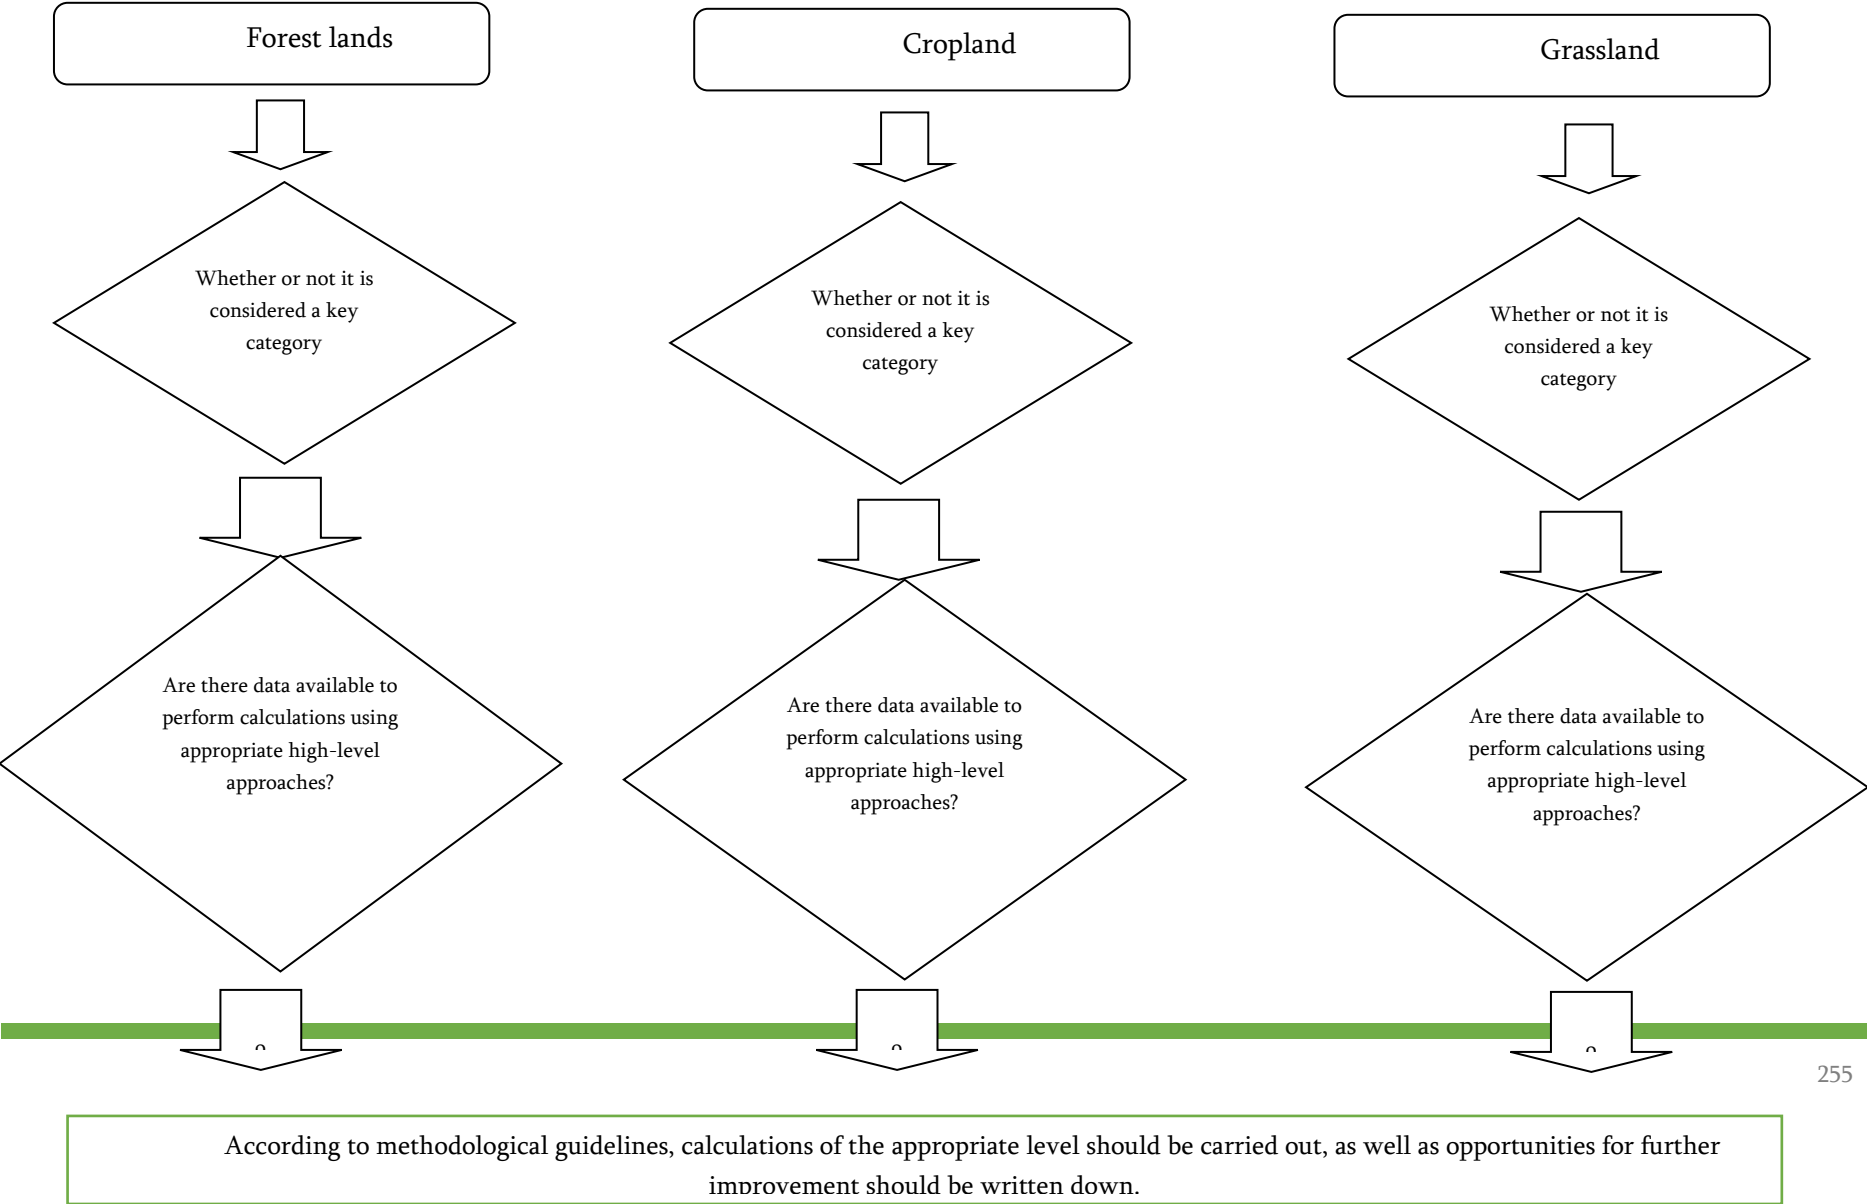 Forest lands
Cropland
Grassland
Whether or not it is
considered a key
category
Whether or not it is
considered a key
category
Whether or not it is
considered a key
category
Are there data available to
perform calculations using
appropriate high-level
approaches?
Are there data available to
perform calculations using
appropriate high-level
approaches?
Are there data available to
perform calculations using
appropriate high-level
approaches?
255
According to methodological guidelines, calculations of the appropriate level should be carried out, as well as opportunities for further
improvement should be written down.